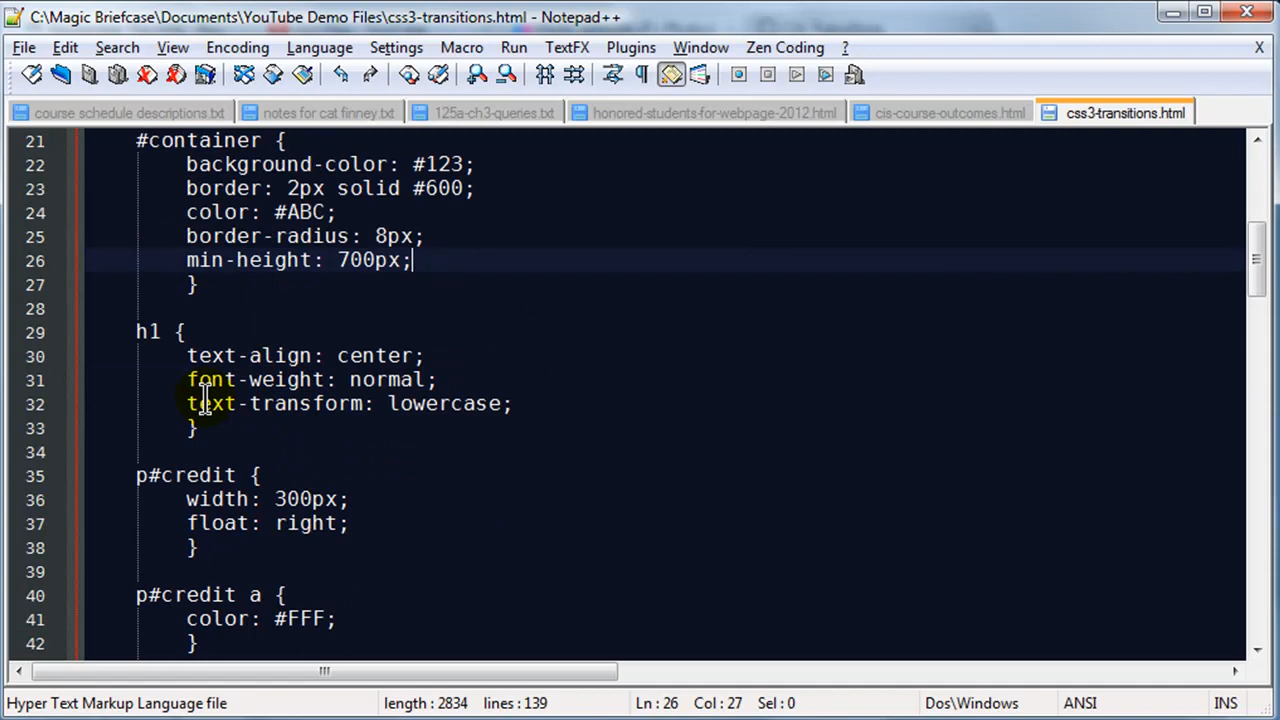 C:\Magic Briefcase\Documents\YouTube Demo Files\css3-transitions.html - Notepad++
File Edit Search View Encoding Language Settings Macro Run TextFX Plugins Window Zen Coding ? X
course schedule descriptions.txt notes for cat finney.txt 125a-ch3-queries.txt honored-students-for-webpage-2012.html cis-course-outcomes.html css3-transitions.html
21 #container {
22 background-color: #123;
23 border: 2px solid #600;
24 color: #ABC;
25 border-radius: 8px;
26 min-height: 700px;
27 }
28
29 h1 {
30 text-align: center;
31 font-weight: normal;
32 text-transform: lowercase;
33 }
34
35 p#credit {
36 width: 300px;
37 float: right;
38 }
39
40 p#credit a {
41 color: #FFF;
42 }
Hyper Text Markup Language file length : 2834 lines : 139 Ln : 26 Col : 27 Sel : 0 Dos\Windows ANSI INS